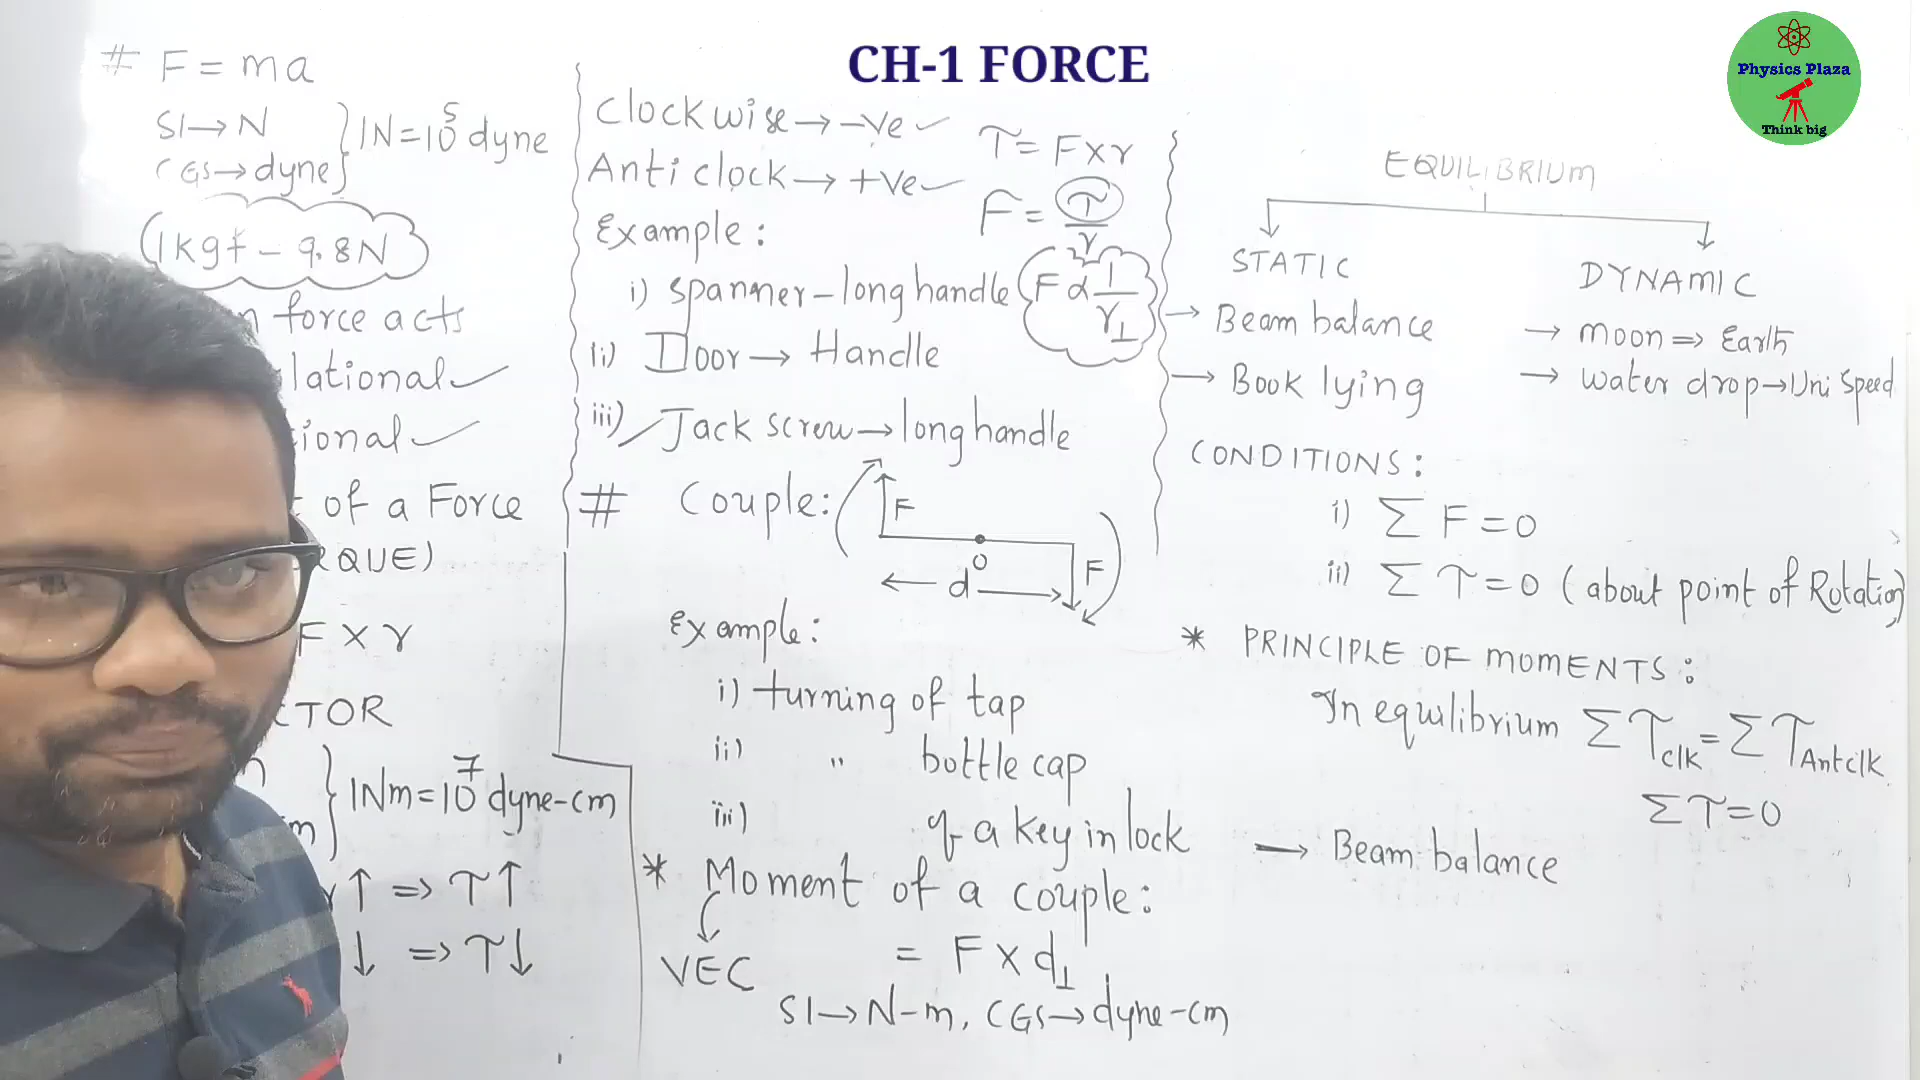 CH-1 FORCE
Physics Plaza
Think big
# F = ma
SI→N
CGS→dyne
1N=10⁵ dyne
1kgf - 9.8N
force acts
lational
ional
of a Force
RQUE)
F X r
CTOR
1Nm=10⁷ dyne-cm
↑ => τ↑
↓ => τ↓
Clockwise→-ve
Anti clock→+ve
τ = F×r
F = τ/r
F α 1/r⊥
Example:
i) Spanner-long handle
ii) Door→Handle
iii) Jack screw→long handle
# Couple:
F
O
F
d
Example:
i) turning of tap
ii) " bottle cap
iii) of a key in lock
* Moment of a couple:
VEC
= F X d⊥
SI→N-m, CGS→dyne-cm
EQUILIBRIUM
STATIC
→ Beam balance
→ Book lying
DYNAMIC
→ moon => Earth
→ water drop→Uni Speed
CONDITIONS:
i) Σ F = 0
ii) Σ τ = 0 (about point of Rotation)
* PRINCIPLE OF MOMENTS:
In equilibrium Σ τclk = Σ τAntclk
Σ τ = 0
→ Beam balance